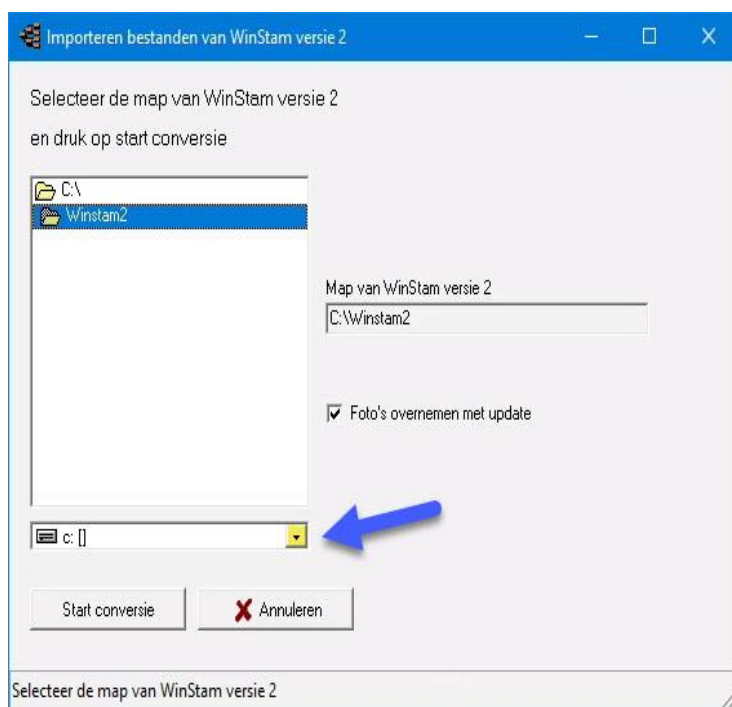 Importeren bestanden van WinStam versie 2
Selecteer de map van WinStam versie 2
en druk op start conversie
C:\
Winstam2
Map van WinStam versie 2
C:\Winstam2
Foto's overnemen met update
c: []
Start conversie
Annuleren
Selecteer de map van WinStam versie 2